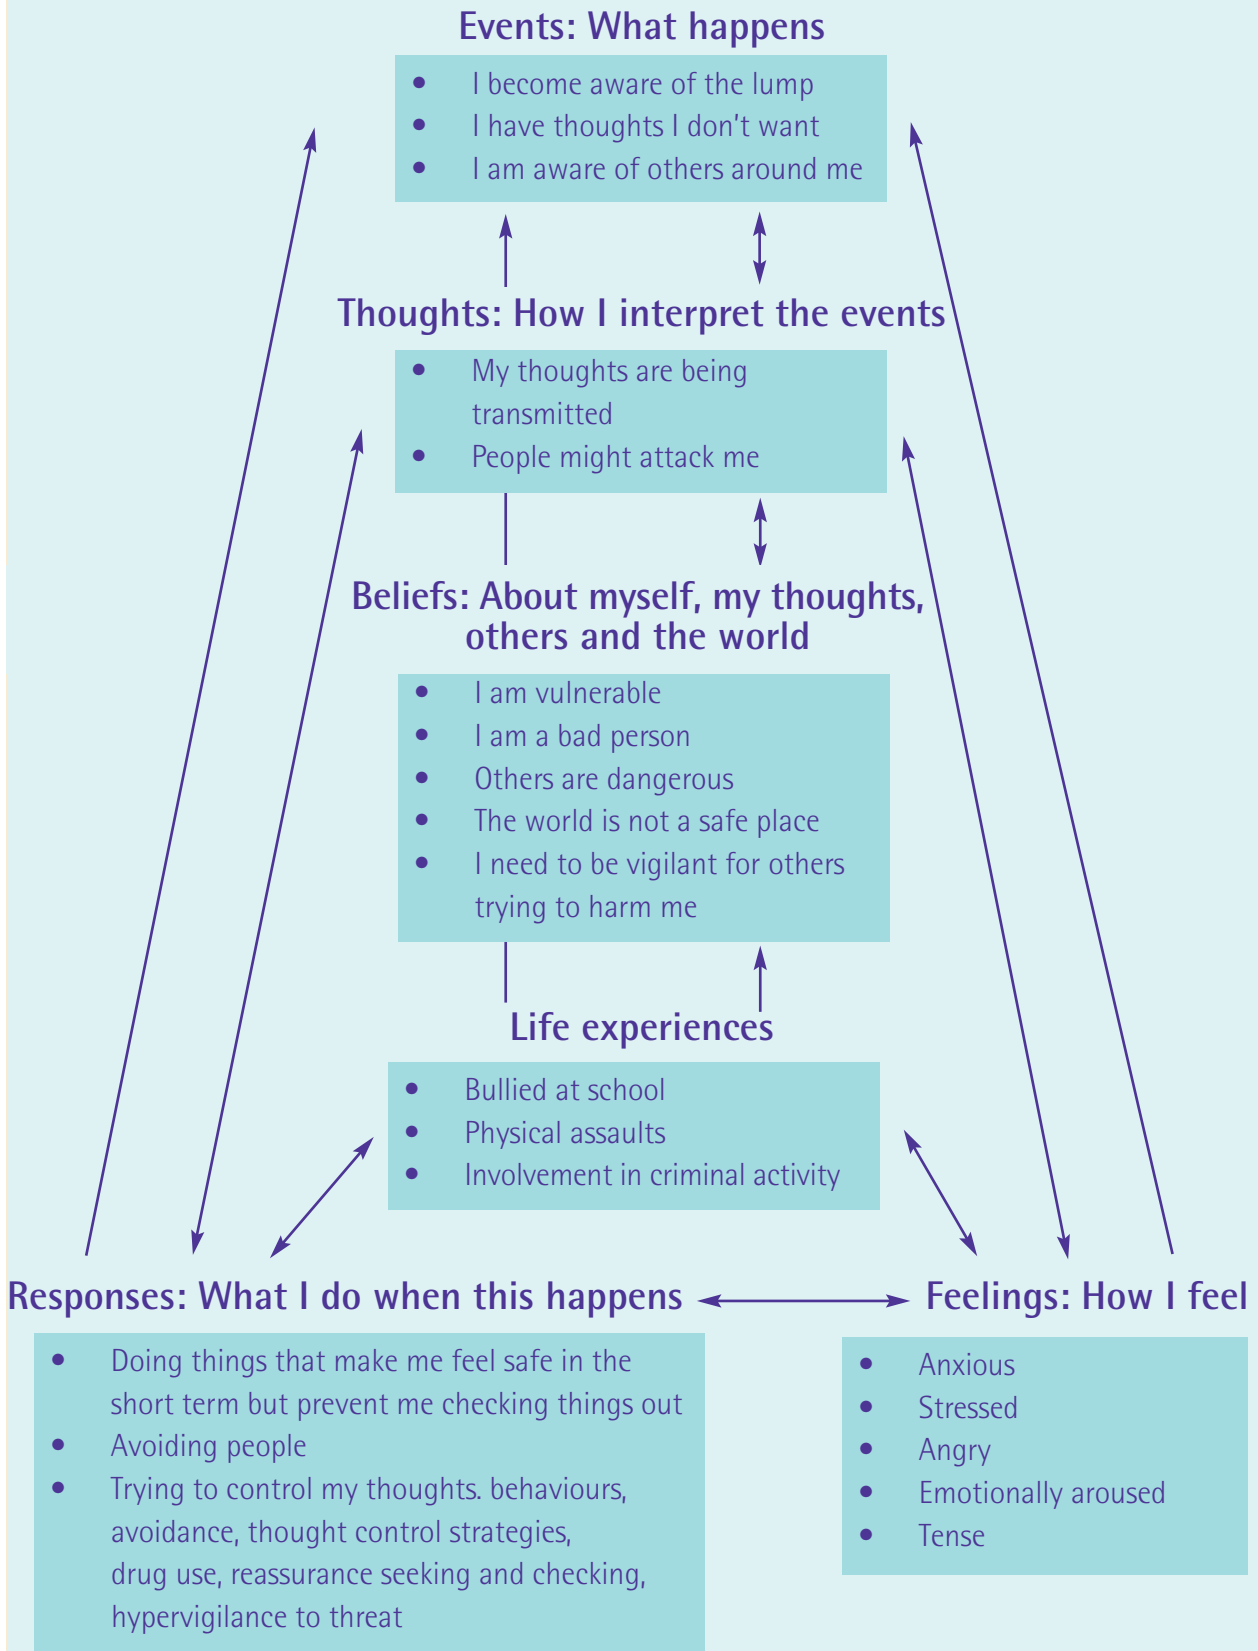 Events: What happens
• I become aware of the lump
• I have thoughts I don't want
• I am aware of others around me
Thoughts: How I interpret the events
• My thoughts are being
transmitted
• People might attack me
Beliefs: About myself, my thoughts,
others and the world
• I am vulnerable
• I am a bad person
• Others are dangerous
• The world is not a safe place
• I need to be vigilant for others
trying to harm me
Life experiences
• Bullied at school
• Physical assaults
• Involvement in criminal activity
Responses: What I do when this happens
• Doing things that make me feel safe in the
short term but prevent me checking things out
• Avoiding people
• Trying to control my thoughts. behaviours,
avoidance, thought control strategies,
drug use, reassurance seeking and checking,
hypervigilance to threat
Feelings: How I feel
• Anxious
• Stressed
• Angry
• Emotionally aroused
• Tense